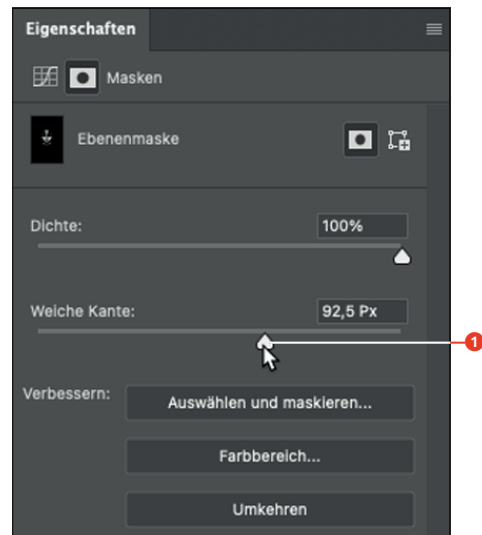 Eigenschaften
Masken
Ebenenmaske
Dichte: 100%
Weiche Kante: 92,5 Px
1
Verbessern: Auswählen und maskieren...
Farbbereich...
Umkehren